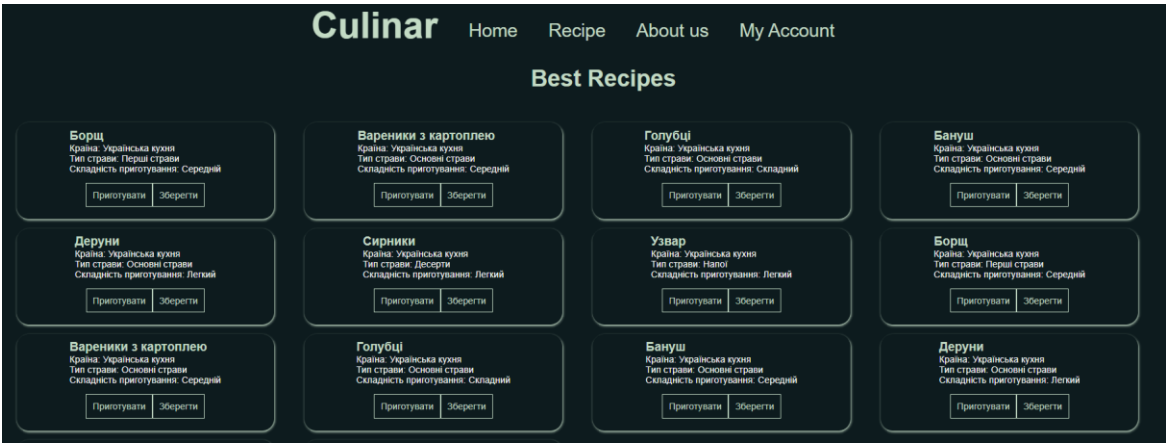 Culinar Home Recipe About us My Account
Best Recipes
Борщ
Країна: Українська кухня
Тип страви: Перші страви
Складність приготування: Середній
Приготувати Зберегти
Вареники з картоплею
Країна: Українська кухня
Тип страви: Основні страви
Складність приготування: Середній
Приготувати Зберегти
Голубці
Країна: Українська кухня
Тип страви: Основні страви
Складність приготування: Складний
Приготувати Зберегти
Бануш
Країна: Українська кухня
Тип страви: Основні страви
Складність приготування: Середній
Приготувати Зберегти
Деруни
Країна: Українська кухня
Тип страви: Основні страви
Складність приготування: Легкий
Приготувати Зберегти
Сирники
Країна: Українська кухня
Тип страви: Десерти
Складність приготування: Легкий
Приготувати Зберегти
Узвар
Країна: Українська кухня
Тип страви: Напої
Складність приготування: Легкий
Приготувати Зберегти
Борщ
Країна: Українська кухня
Тип страви: Перші страви
Складність приготування: Середній
Приготувати Зберегти
Вареники з картоплею
Країна: Українська кухня
Тип страви: Основні страви
Складність приготування: Середній
Приготувати Зберегти
Голубці
Країна: Українська кухня
Тип страви: Основні страви
Складність приготування: Складний
Приготувати Зберегти
Бануш
Країна: Українська кухня
Тип страви: Основні страви
Складність приготування: Середній
Приготувати Зберегти
Деруни
Країна: Українська кухня
Тип страви: Основні страви
Складність приготування: Легкий
Приготувати Зберегти